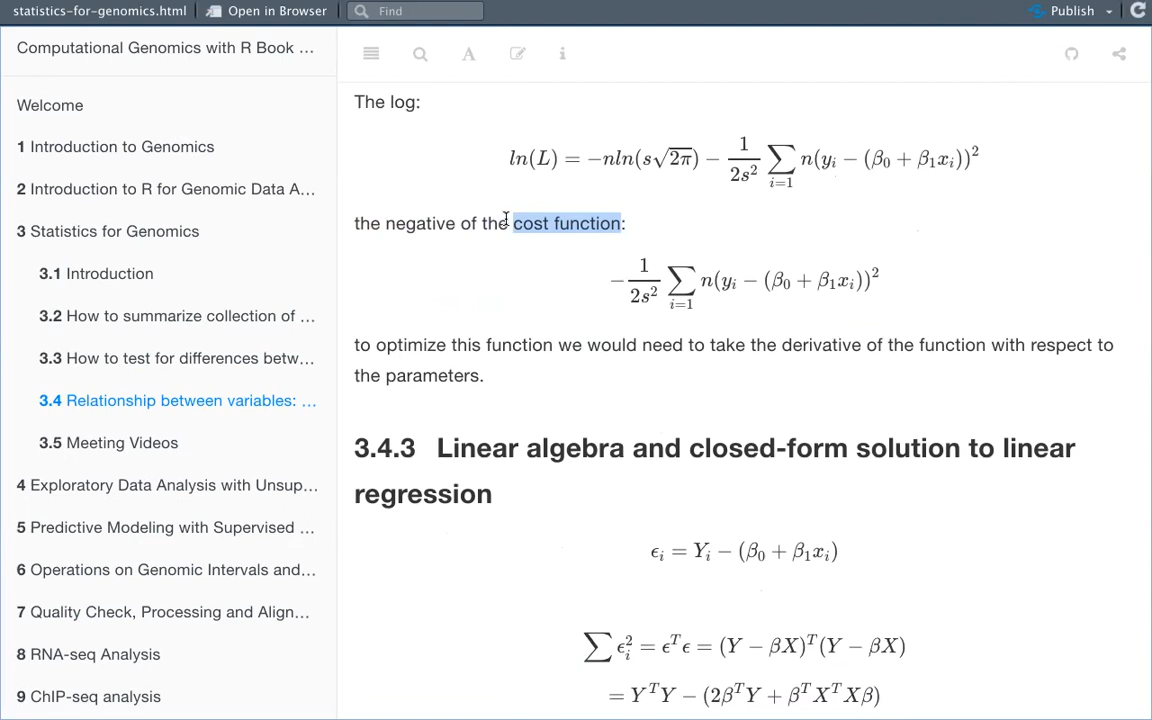 statistics-for-genomics.html
Open in Browser
Find
Publish
Computational Genomics with R Book ...
Welcome
1 Introduction to Genomics
2 Introduction to R for Genomic Data A...
3 Statistics for Genomics
3.1 Introduction
3.2 How to summarize collection of ...
3.3 How to test for differences betw...
3.4 Relationship between variables: ...
3.5 Meeting Videos
4 Exploratory Data Analysis with Unsup...
5 Predictive Modeling with Supervised ...
6 Operations on Genomic Intervals and...
7 Quality Check, Processing and Align...
8 RNA-seq Analysis
9 ChIP-seq analysis
The log:
ln(L) = −nln(s√2π) − 1/2s² ∑ i=1 n(yᵢ − (β₀ + β₁xᵢ))²
the negative of the cost function:
− 1/2s² ∑ i=1 n(yᵢ − (β₀ + β₁xᵢ))²
to optimize this function we would need to take the derivative of the function with respect to
the parameters.
3.4.3 Linear algebra and closed-form solution to linear
regression
ϵᵢ = Yᵢ − (β₀ + β₁xᵢ)
∑ ϵᵢ² = ϵᵀϵ = (Y − βX)ᵀ(Y − βX)
= YᵀY − (2βᵀY + βᵀXᵀXβ)